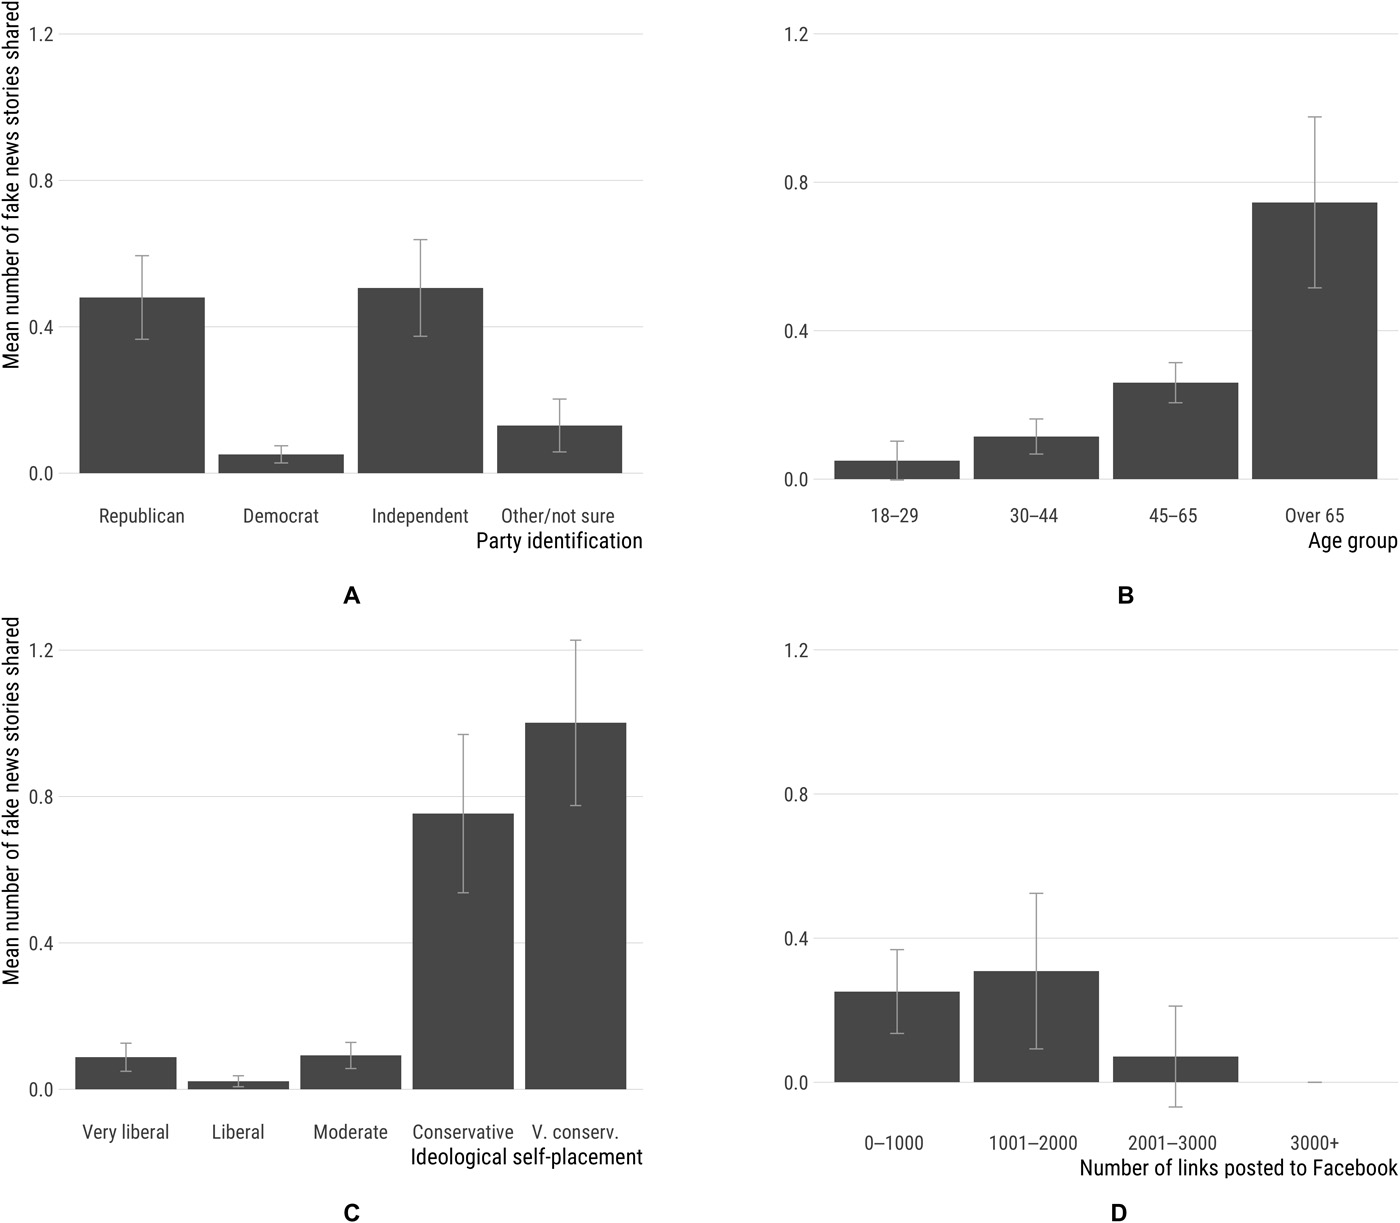 Mean number of fake news stories shared
1.2
0.8
0.4
0.0
Republican Democrat Independent Other/not sure
Party identification
A
1.2
0.8
0.4
0.0
18–29 30–44 45–65 Over 65
Age group
B
Mean number of fake news stories shared
1.2
0.8
0.4
0.0
Very liberal Liberal Moderate Conservative V. conserv.
Ideological self-placement
C
1.2
0.8
0.4
0.0
0–1000 1001–2000 2001–3000 3000+
Number of links posted to Facebook
D